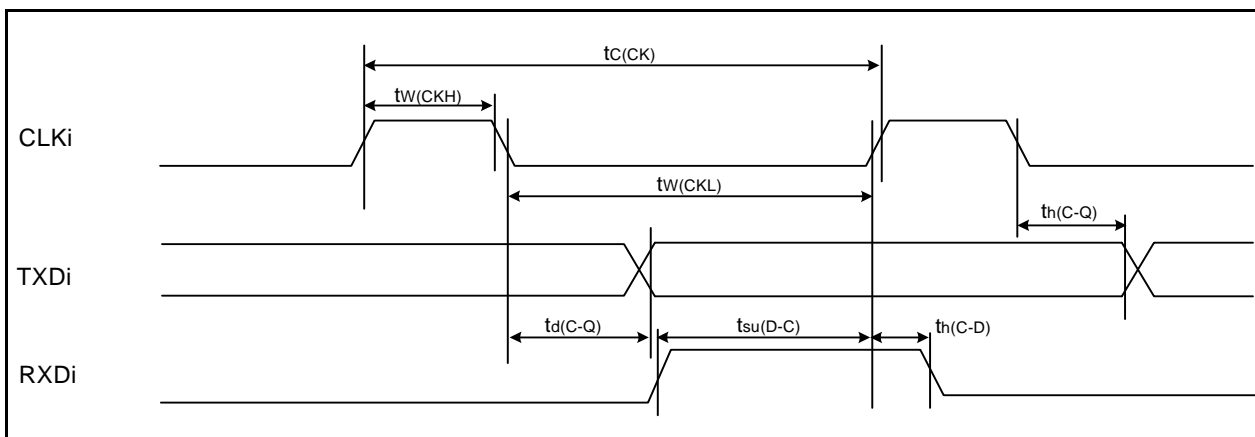 tC(CK)
tW(CKH)
CLKi
tW(CKL)
th(C-Q)
TXDi
td(C-Q)
tsu(D-C)
th(C-D)
RXDi